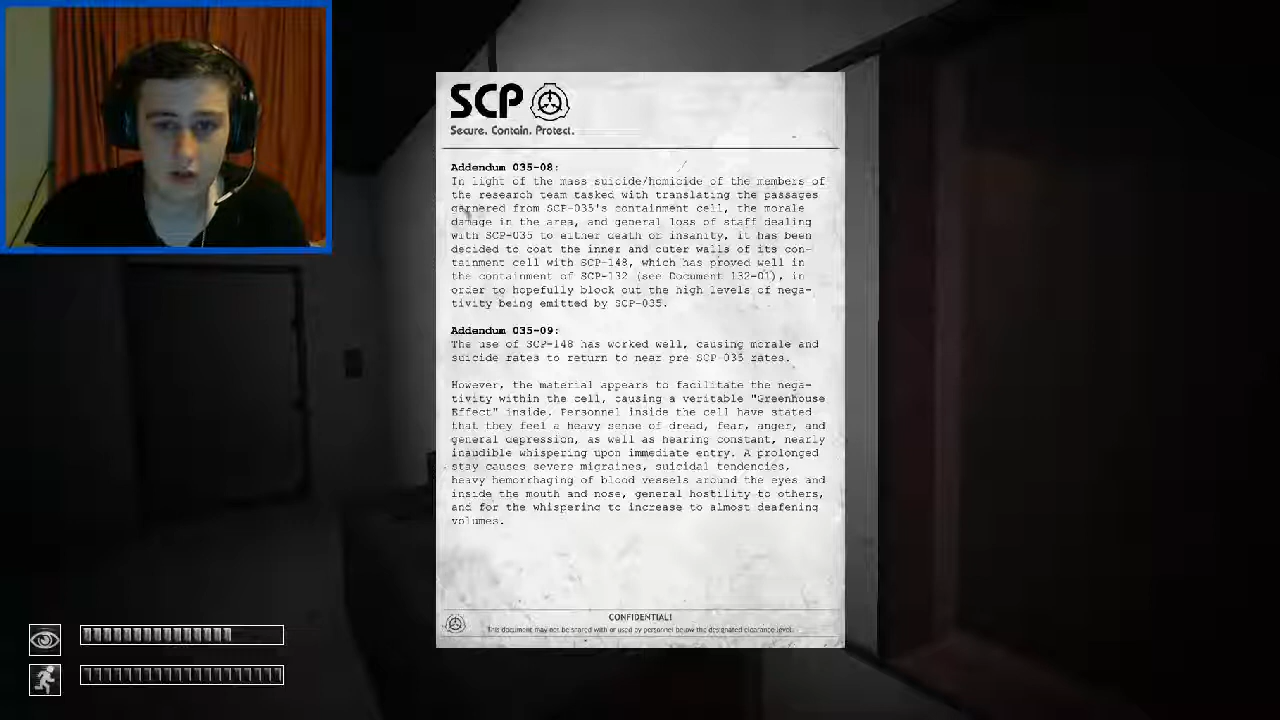 SCP
Secure. Contain. Protect.
Addendum 035-08:
In light of the mass suicide/homicide of the members of
the research team tasked with translating the passages
garnered from SCP-035's containment cell, the morale
damage in the area, and general loss of staff dealing
with SCP-035 to either death or insanity, it has been
decided to coat the inner and outer walls of its con-
tainment cell with SCP-148, which has proved well in
the containment of SCP-132 (see Document 132-01), in
order to hopefully block out the high levels of nega-
tivity being emitted by SCP-035.
Addendum 035-09:
The use of SCP-148 has worked well, causing morale and
suicide rates to return to near pre SCP-035 rates.
However, the material appears to facilitate the nega-
tivity within the cell, causing a veritable "Greenhouse
Effect" inside. Personnel inside the cell have stated
that they feel a heavy sense of dread, fear, anger, and
general depression, as well as hearing constant, nearly
inaudible whispering upon immediate entry. A prolonged
stay causes severe migraines, suicidal tendencies,
heavy hemorrhaging of blood vessels around the eyes and
inside the mouth and nose, general hostility to others,
and for the whispering to increase to almost deafening
volumes.
CONFIDENTIAL!
This document may not be shared with or used by personnel below the designated clearance level.